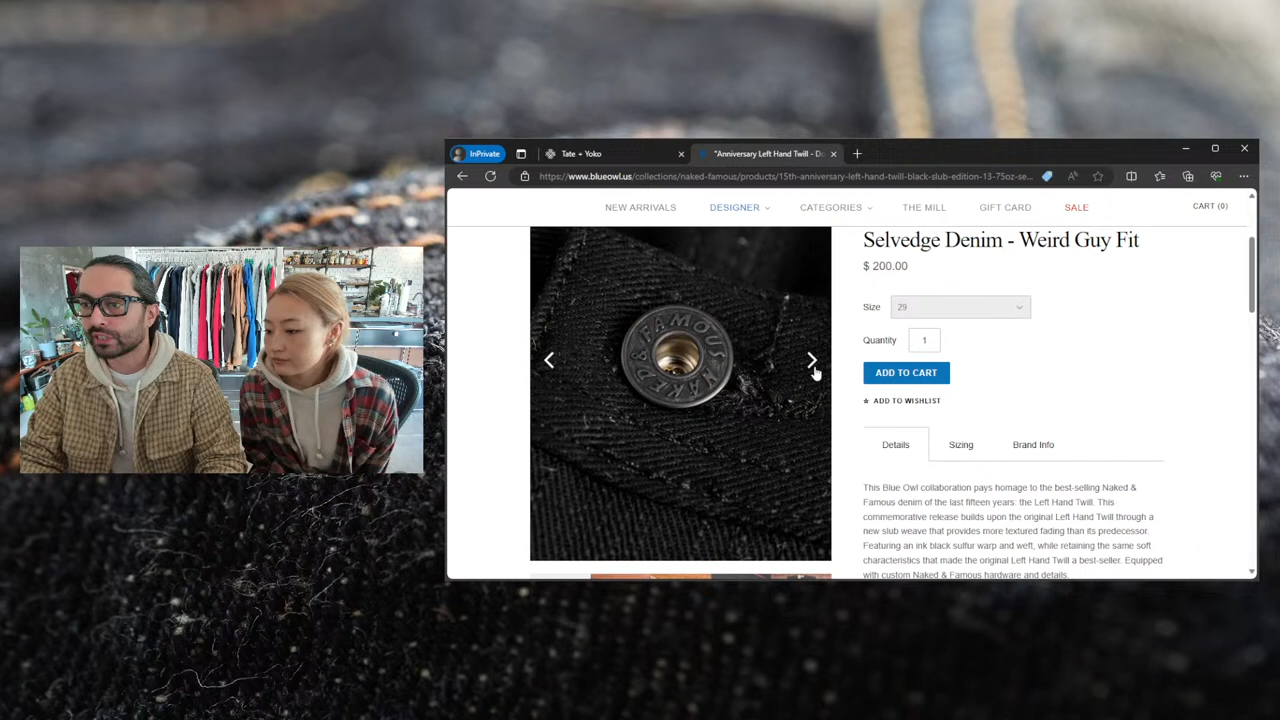 InPrivate
Tate + Yoko
"Anniversary Left Hand Twill - Do
https://www.blueowl.us/collections/naked-famous/products/15th-anniversary-left-hand-twill-black-slub-edition-13-75oz-se...
NEW ARRIVALS
DESIGNER
CATEGORIES
THE MILL
GIFT CARD
SALE
CART (0)
NAKED & FAMOUS
Selvedge Denim - Weird Guy Fit
$ 200.00
Size
29
Quantity
1
ADD TO CART
ADD TO WISHLIST
Details
Sizing
Brand Info
This Blue Owl collaboration pays homage to the best-selling Naked &
Famous denim of the last fifteen years: the Left Hand Twill. This
commemorative release builds upon the original Left Hand Twill through a
new slub weave that provides more textured fading than its predecessor.
Featuring an ink black sulfur warp and weft, while retaining the same soft
characteristics that made the original Left Hand Twill a best-seller. Equipped
with custom Naked & Famous hardware and details.